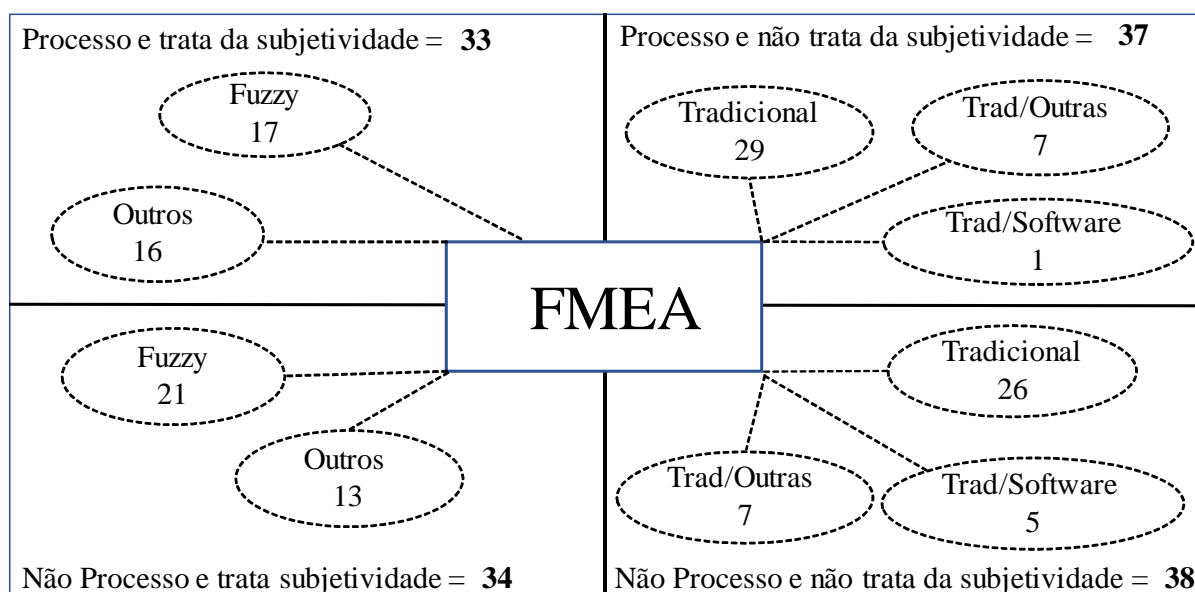 Processo e trata da subjetividade = 33
Fuzzy
17
Outros
16
Processo e não trata da subjetividade = 37
Tradicional
29
Trad/Outras
7
Trad/Software
1
FMEA
Fuzzy
21
Outros
13
Não Processo e trata subjetividade = 34
Tradicional
26
Trad/Outras
7
Trad/Software
5
Não Processo e não trata da subjetividade = 38